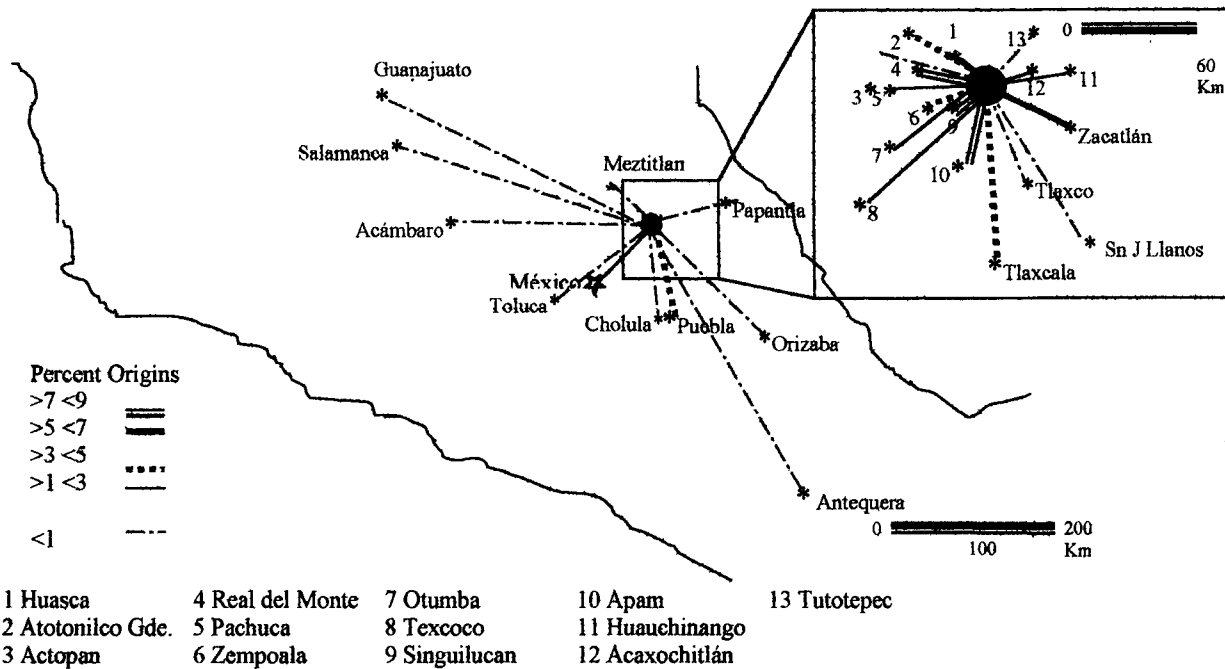 Guanajuato
Salamanca
Acámbaro
México
Toluca
Meztitlan
Papantla
Cholula
Puebla
Orizaba
Antequera
2
1
13
0
60
Km
4
3
5
12
11
6
9
Zacatlán
7
10
Tlaxco
8
Sn J Llanos
Tlaxcala
Percent Origins
>7 <9
>5 <7
>3 <5
>1 <3
<1
0
200
100
Km
1 Huasca
4 Real del Monte
7 Otumba
10 Apam
13 Tutotepec
2 Atotonilco Gde.
5 Pachuca
8 Texcoco
11 Huauchinango
3 Actopan
6 Zempoala
9 Singuilucan
12 Acaxochitlán